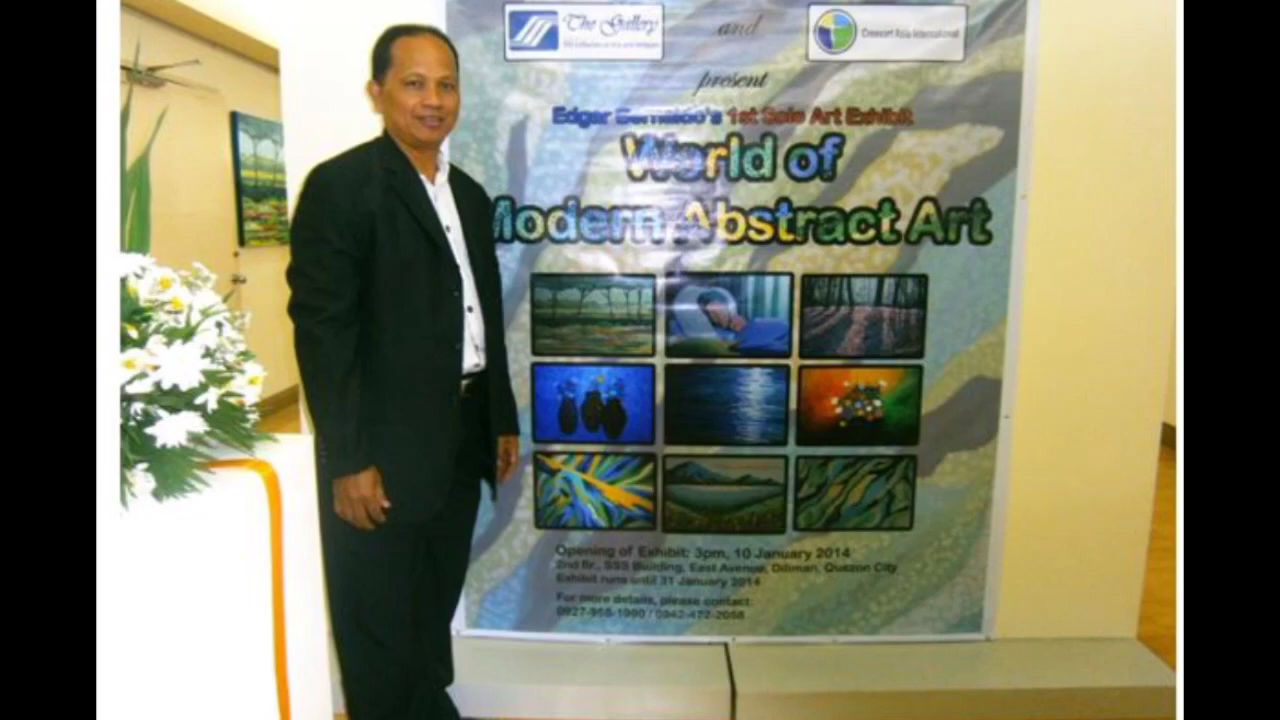 The Gallery
and
present
1st Solo Art Exhibit
World of
Modern Abstract Art
Opening of Exhibit: 3pm, 10 January 2014
2nd flr., SSS Building, East Avenue, Diliman, Quezon City
Exhibit runs until 31 January 2014
For more details, please contact: